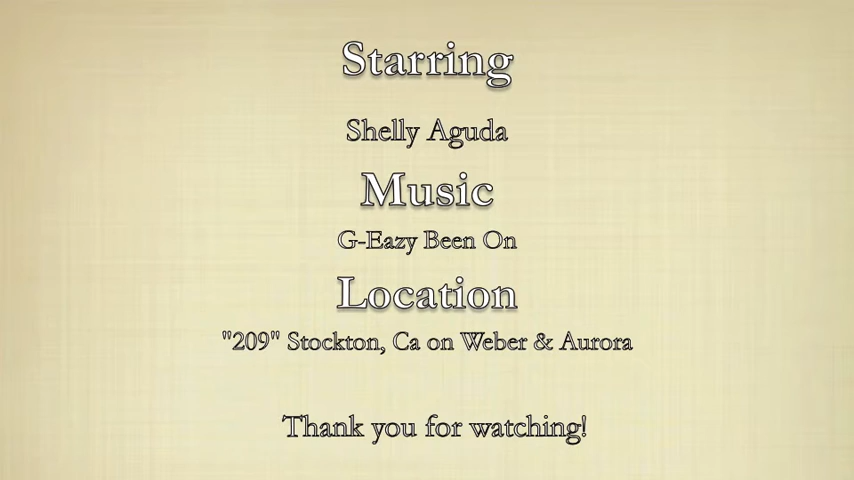 Starring
Shelly Aguda
Music
G-Eazy Been On
Location
"209" Stockton, Ca on Weber & Aurora
Thank you for watching!